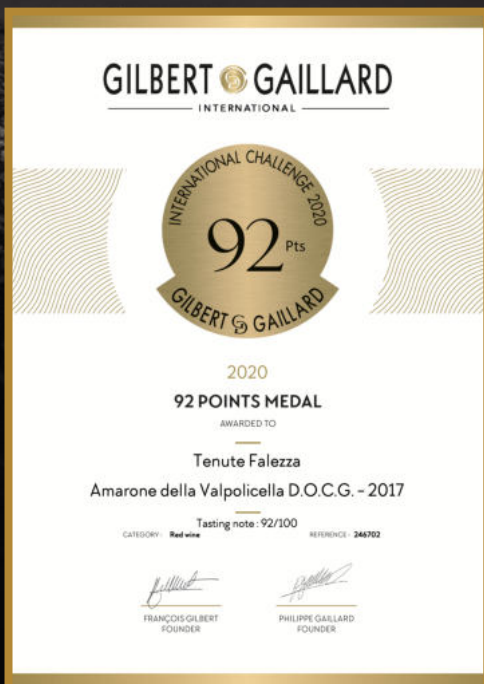 GILBERT GAILLARD
INTERNATIONAL
INTERNATIONAL CHALLENGE 2020
92 Pts
GILBERT GAILLARD
2020
92 POINTS MEDAL
AWARDED TO
Tenute Falezza
Amarone della Valpolicella D.O.C.G. - 2017
Tasting note : 92/100
CATEGORY : Red wine REFERENCE : 246702
FRANÇOIS GILBERT PHILIPPE GAILLARD
FOUNDER FOUNDER